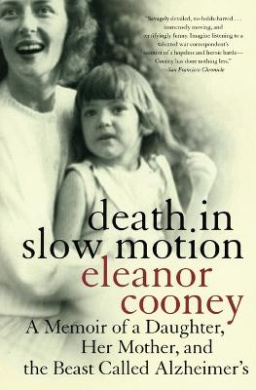 "Savagely detailed, no-holds-barred . . .
immensely moving, and
terrifyingly funny. Imagine listening to a
talented war correspondent's
account of a hopeless and heroic battle—
Cooney has done nothing less."
—San Francisco Chronicle
death in
slow motion
eleanor
cooney
A Memoir of a Daughter,
Her Mother, and
the Beast Called Alzheimer's